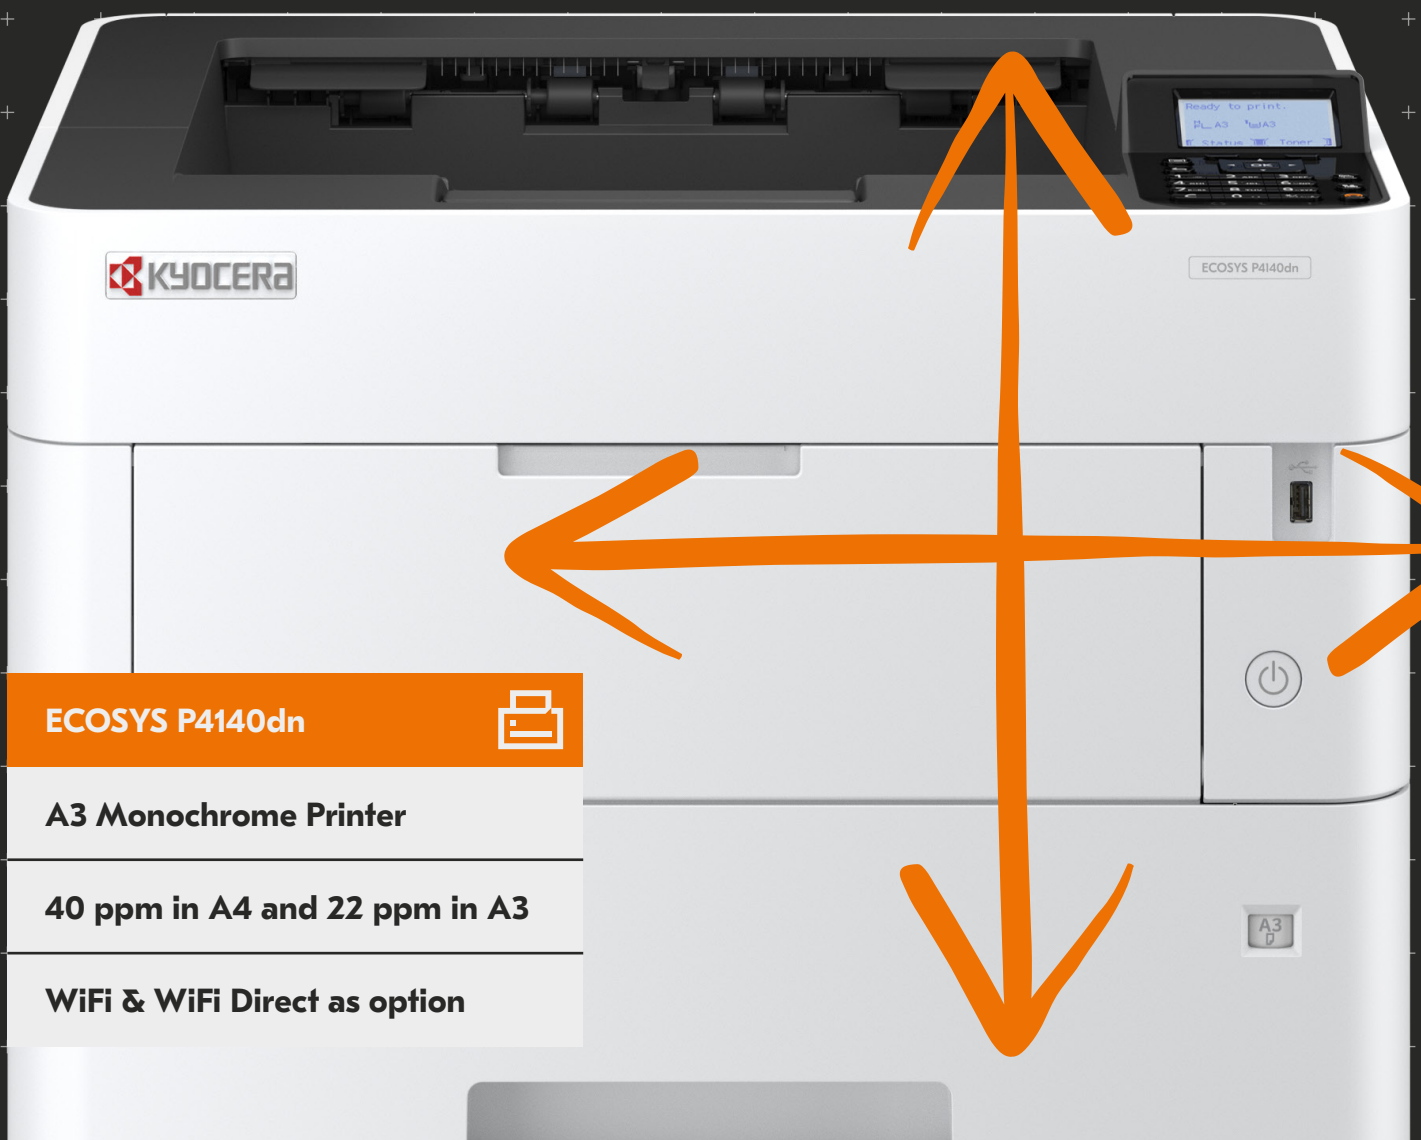 Ready to print.
A3 A3
Status Toner
OK
KYOCERA
ECOSYS P4140dn
ECOSYS P4140dn
A3 Monochrome Printer
40 ppm in A4 and 22 ppm in A3
WiFi & WiFi Direct as option
A3